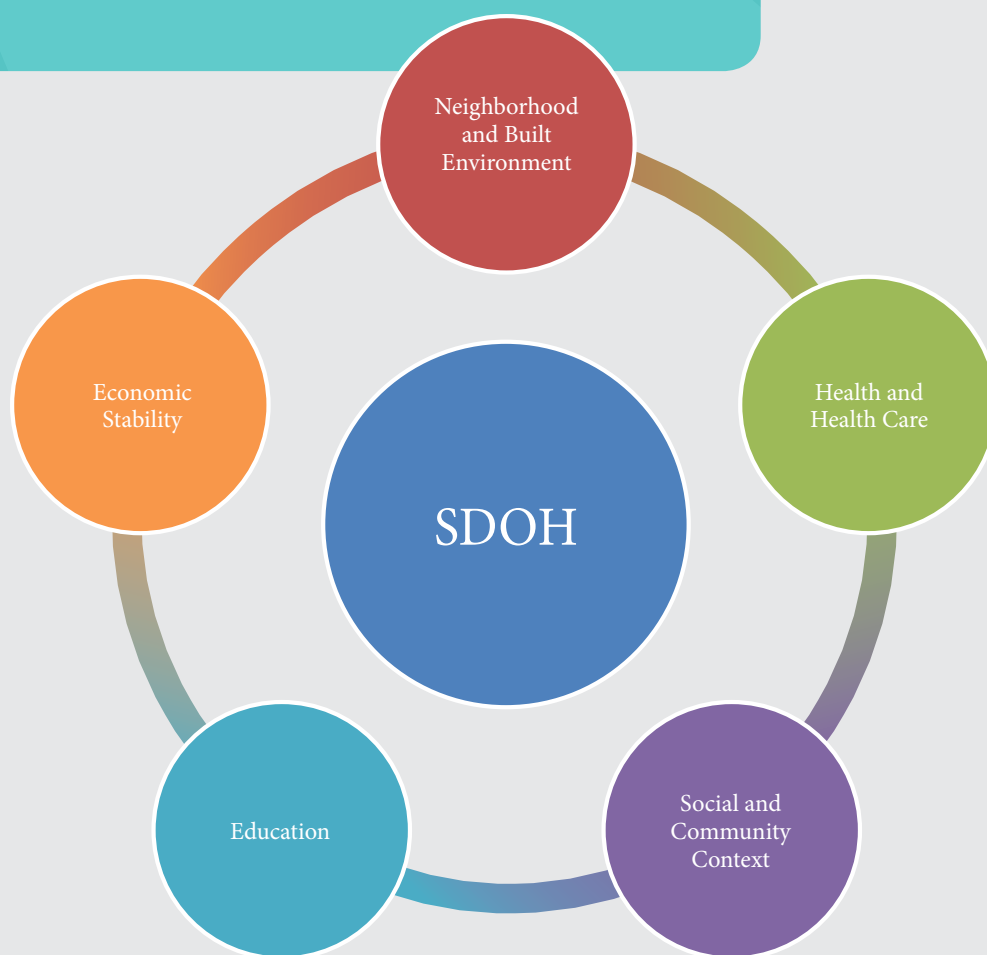 Neighborhood
and Built
Environment
Economic
Stability
Health and
Health Care
SDOH
Education
Social and
Community
Context